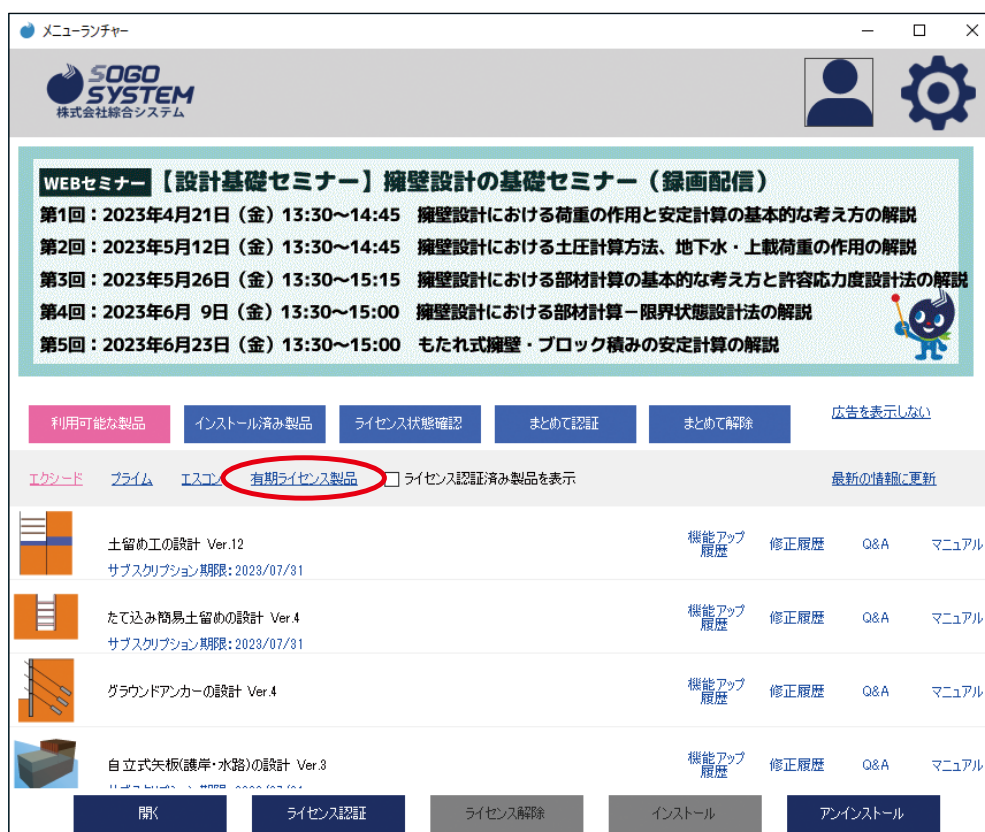 メニューランチャー
SOGO
SYSTEM
株式会社綜合システム
WEBセミナー 【設計基礎セミナー】擁壁設計の基礎セミナー（録画配信）
第1回：2023年4月21日（金）13:30～14:45 擁壁設計における荷重の作用と安定計算の基本的な考え方の解説
第2回：2023年5月12日（金）13:30～14:45 擁壁設計における土圧計算方法、地下水・上載荷重の作用の解説
第3回：2023年5月26日（金）13:30～15:15 擁壁設計における部材計算の基本的な考え方と許容応力度設計法の解説
第4回：2023年6月 9日（金）13:30～15:00 擁壁設計における部材計算－限界状態設計法の解説
第5回：2023年6月23日（金）13:30～15:00 もたれ式擁壁・ブロック積みの安定計算の解説
利用可能な製品 インストール済み製品 ライセンス状態確認 まとめて認証 まとめて解除 広告を表示しない
エクシード プライム エスコン 有期ライセンス製品 ライセンス認証済み製品を表示 最新の情報に更新
土留め工の設計 Ver.12 機能アップ履歴 修正履歴 Q&A マニュアル
サブスクリプション期限:2023/07/31
たて込み簡易土留めの設計 Ver.4 機能アップ履歴 修正履歴 Q&A マニュアル
サブスクリプション期限:2023/07/31
グラウンドアンカーの設計 Ver.4 機能アップ履歴 修正履歴 Q&A マニュアル
自立式矢板(護岸・水路)の設計 Ver.3 機能アップ履歴 修正履歴 Q&A マニュアル
開く ライセンス認証 ライセンス解除 インストール アンインストール